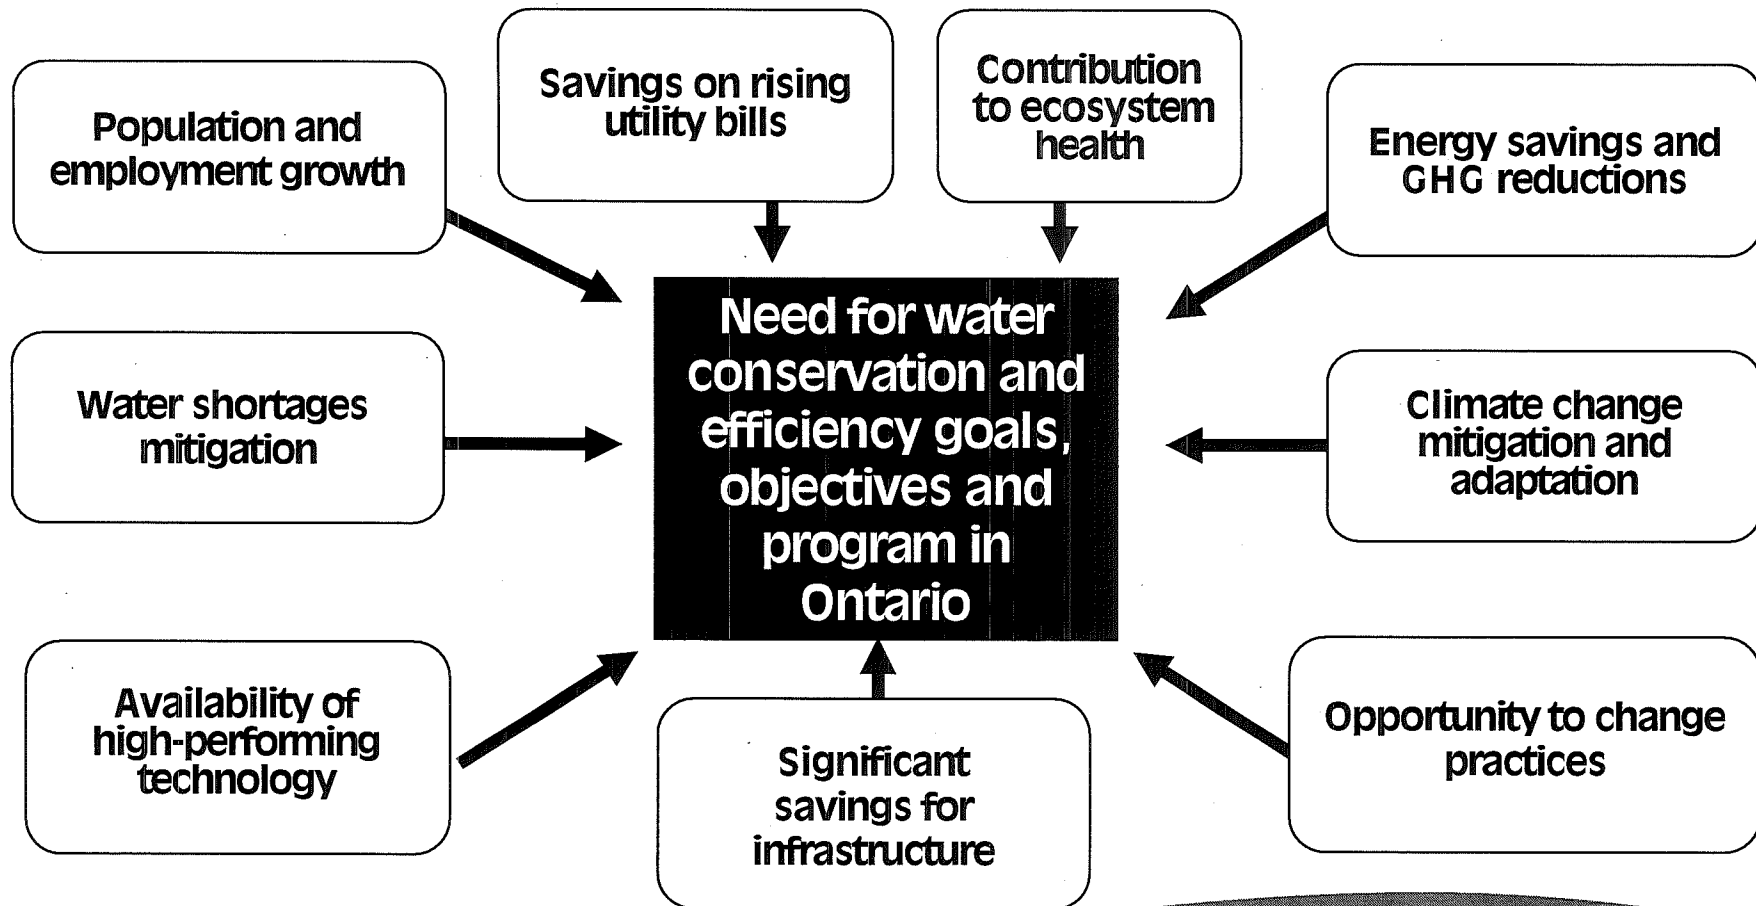 Population and
employment growth
Savings on rising
utility bills
Contribution
to ecosystem
health
Energy savings and
GHG reductions
Need for water
conservation and
efficiency goals,
objectives and
program in
Ontario
Water shortages
mitigation
Climate change
mitigation and
adaptation
Availability of
high-performing
technology
Significant
savings for
infrastructure
Opportunity to change
practices